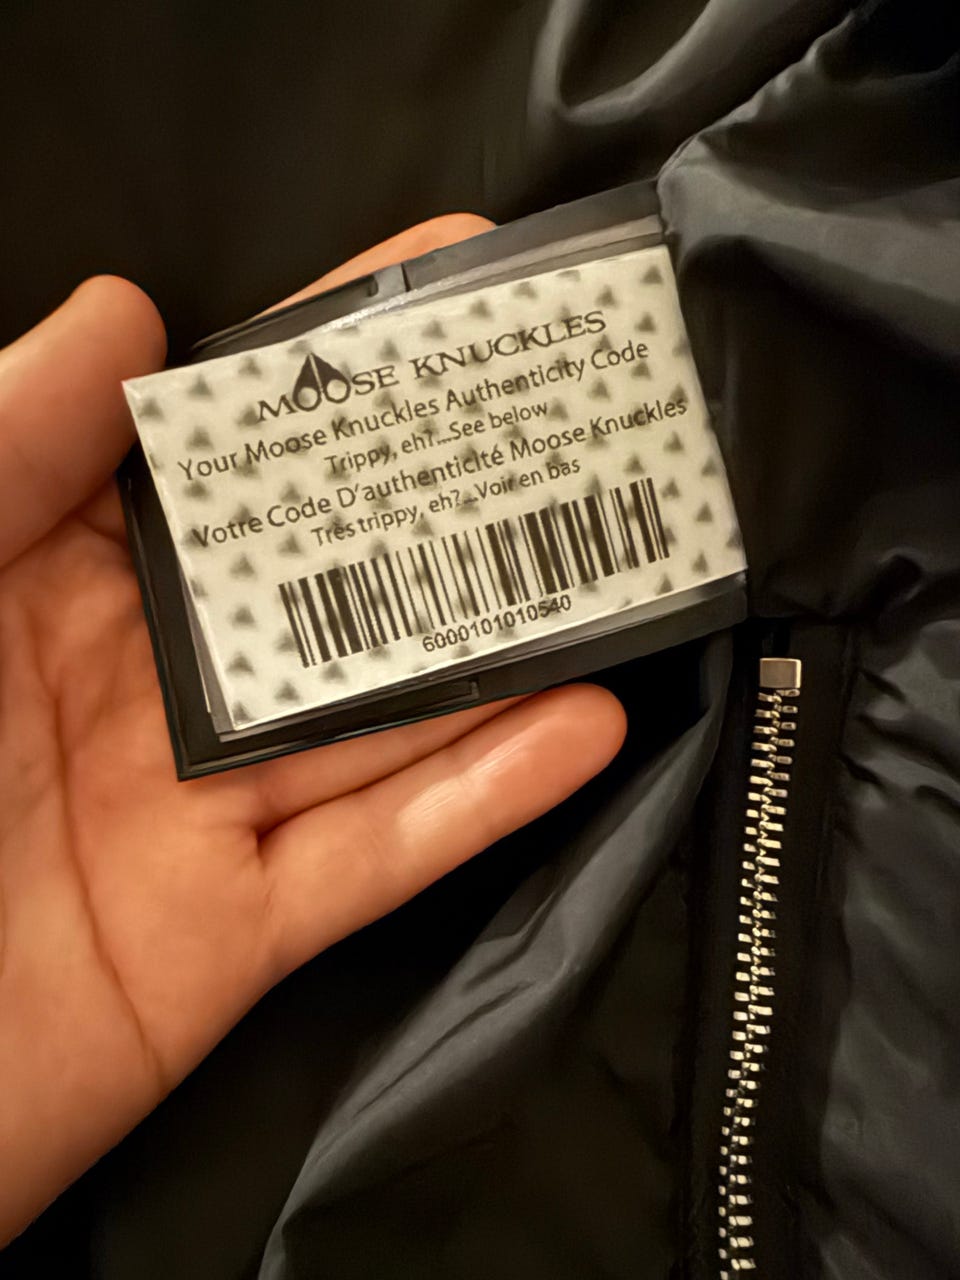 MOOSE KNUCKLES
Your Moose Knuckles Authenticity Code
Trippy, eh?...See below
Votre Code D'authenticité Moose Knuckles
Très trippy, eh?...Voir en bas
6000101010540